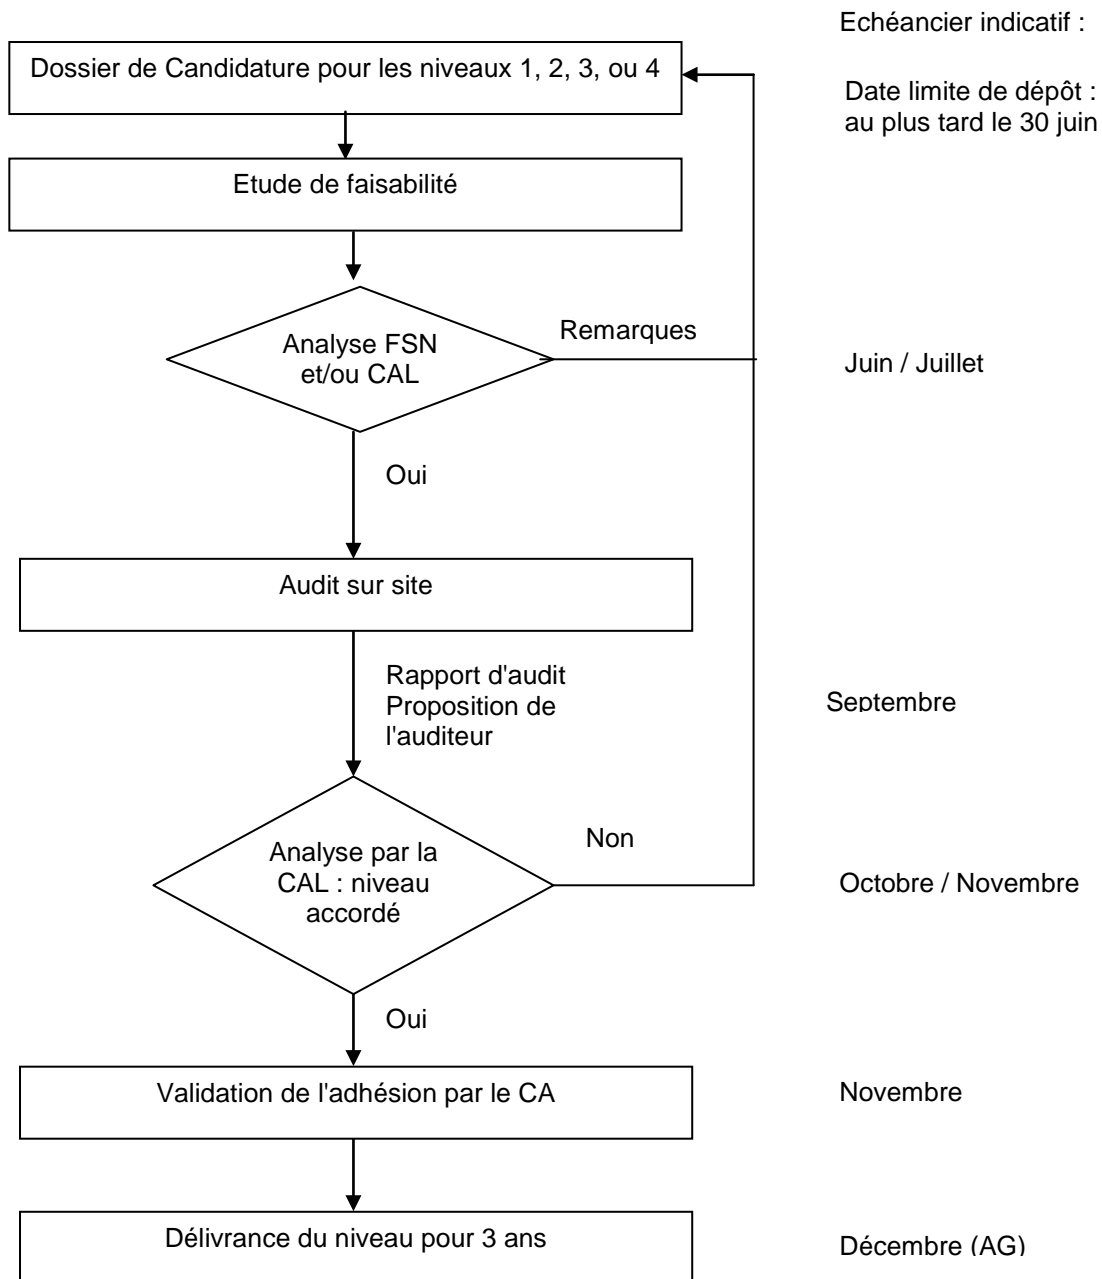 Echéancier indicatif :
Dossier de Candidature pour les niveaux 1, 2, 3, ou 4
Date limite de dépôt :
au plus tard le 30 juin
Etude de faisabilité
Analyse FSN
et/ou CAL
Remarques
Juin / Juillet
Oui
Audit sur site
Rapport d'audit
Proposition de
l'auditeur
Septembre
Analyse par la
CAL : niveau
accordé
Non
Octobre / Novembre
Oui
Validation de l'adhésion par le CA
Novembre
Délivrance du niveau pour 3 ans
Décembre (AG)